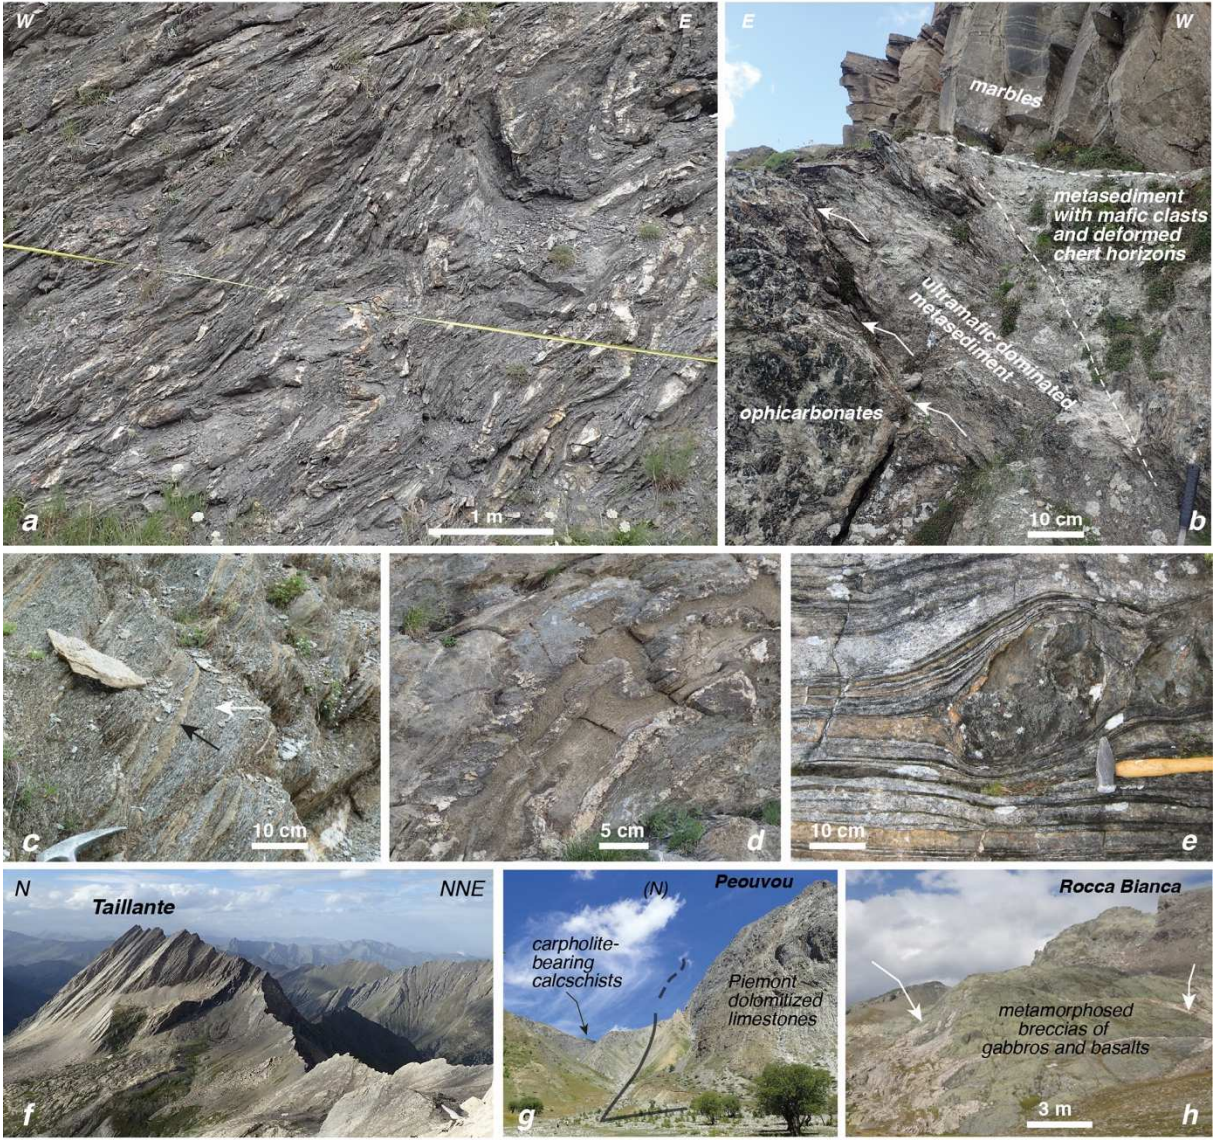 W
E
1 m
a
E
W
marbles
metasediment
with mafic clasts
and deformed
chert horizons
ultramafic dominated
metasediment
ophicarbonates
10 cm
b
10 cm
c
5 cm
d
10 cm
e
N
NNE
Taillante
f
(N)
Peouvou
carpholite-
bearing
calcschists
Piemont
dolomitized
limestones
g
Rocca Bianca
metamorphosed
breccias of
gabbros and basalts
3 m
h